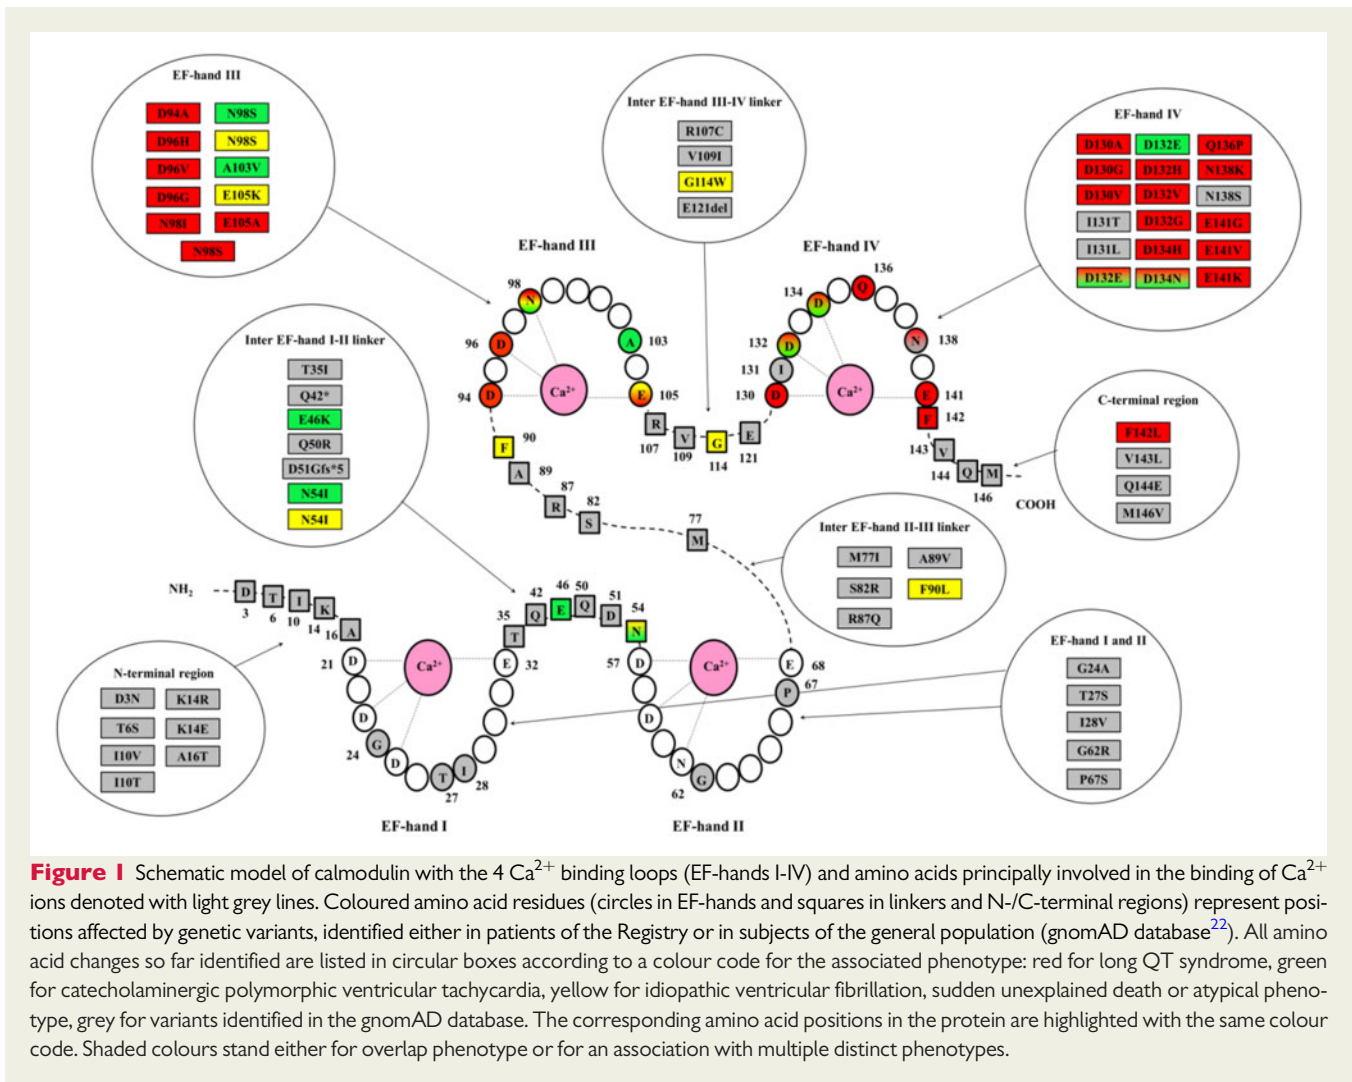 EF-hand III
D94A N98S
D96H N98S
D96V A103V
D96G E105K
N98I E105A
N98S
Inter EF-hand III-IV linker
R107C
V109I
G114W
E121del
EF-hand IV
D130A D132E Q136P
D130G D132H N138K
D130V D132V N138S
I131T D132G E141G
I131L D134H E141V
D132E D134N E141K
EF-hand III
EF-hand IV
98 N
96 D
94 D
A 103
E 105
Ca²⁺
136
Q
134 D
132 D
131 I
130 D
N 138
E 141
F 142
Ca²⁺
R 107
V 109
G 114
E 121
143 V
144 Q
M 146
COOH
F 90
A 89
87 R
82 S
77 M
Inter EF-hand I-II linker
T35I
Q42*
E46K
Q50R
D51Gfs*5
N54I
N54I
C-terminal region
F142L
V143L
Q144E
M146V
Inter EF-hand II-III linker
M77I A89V
S82R F90L
R87Q
NH₂
D 3
T 6
I 10
K 14
A 16
21 D
D
24 G
D
T 27
I 28
E 32
35 T
42 Q
46 E
50 Q
51 D
54 N
Ca²⁺
57 D
D
N
62 G
P 67
E 68
Ca²⁺
EF-hand I
EF-hand II
N-terminal region
D3N K14R
T6S K14E
I10V A16T
I10T
EF-hand I and II
G24A
T27S
I28V
G62R
P67S
Figure 1 Schematic model of calmodulin with the 4 Ca²⁺ binding loops (EF-hands I-IV) and amino acids principally involved in the binding of Ca²⁺
ions denoted with light grey lines. Coloured amino acid residues (circles in EF-hands and squares in linkers and N-/C-terminal regions) represent posi-
tions affected by genetic variants, identified either in patients of the Registry or in subjects of the general population (gnomAD database²²). All amino
acid changes so far identified are listed in circular boxes according to a colour code for the associated phenotype: red for long QT syndrome, green
for catecholaminergic polymorphic ventricular tachycardia, yellow for idiopathic ventricular fibrillation, sudden unexplained death or atypical pheno-
type, grey for variants identified in the gnomAD database. The corresponding amino acid positions in the protein are highlighted with the same colour
code. Shaded colours stand either for overlap phenotype or for an association with multiple distinct phenotypes.